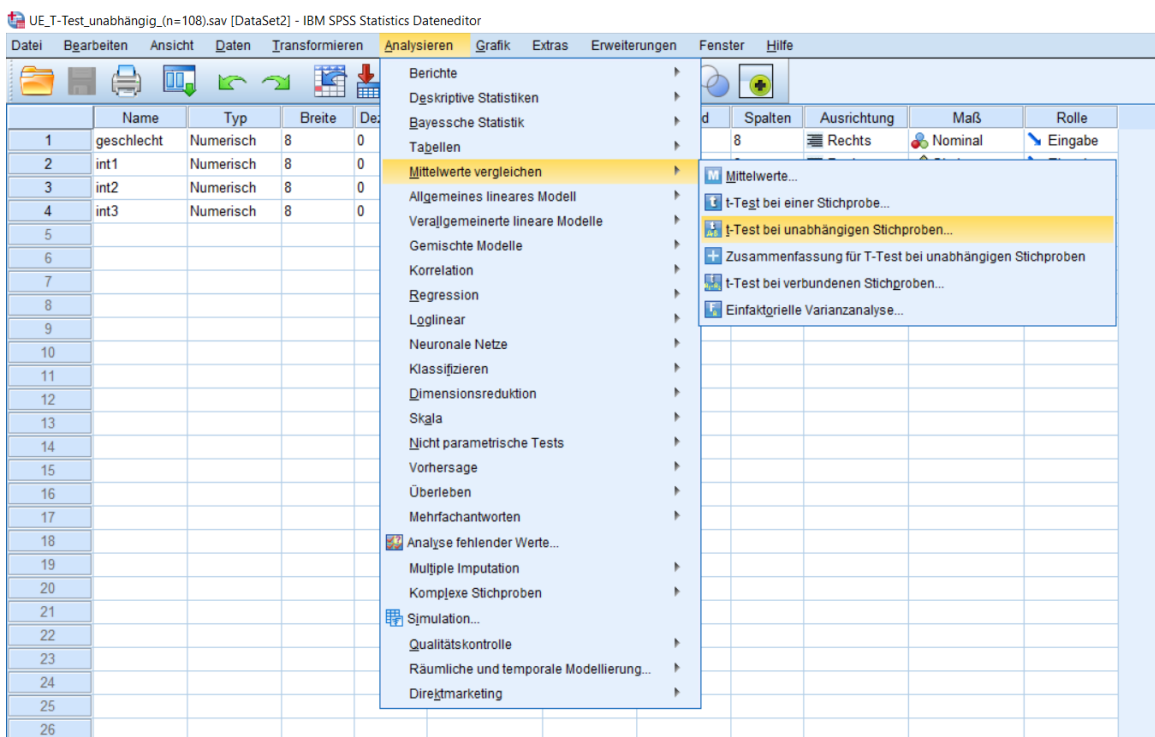 UE_T-Test_unabhängig_(n=108).sav [DataSet2] - IBM SPSS Statistics Dateneditor
Datei Bearbeiten Ansicht Daten Transformieren Analysieren Grafik Extras Erweiterungen Fenster Hilfe
Name Typ Breite Dez d Spalten Ausrichtung Maß Rolle
1 geschlecht Numerisch 8 0 8 Rechts Nominal Eingabe
2 int1 Numerisch 8 0
3 int2 Numerisch 8 0
4 int3 Numerisch 8 0
5
6
7
8
9
10
11
12
13
14
15
16
17
18
19
20
21
22
23
24
25
26
Berichte
Deskriptive Statistiken
Bayessche Statistik
Tabellen
Mittelwerte vergleichen
Allgemeines lineares Modell
Verallgemeinerte lineare Modelle
Gemischte Modelle
Korrelation
Regression
Loglinear
Neuronale Netze
Klassifizieren
Dimensionsreduktion
Skala
Nicht parametrische Tests
Vorhersage
Überleben
Mehrfachantworten
Analyse fehlender Werte...
Multiple Imputation
Komplexe Stichproben
Simulation...
Qualitätskontrolle
Räumliche und temporale Modellierung...
Direktmarketing
M Mittelwerte...
t-Test bei einer Stichprobe...
t-Test bei unabhängigen Stichproben...
Zusammenfassung für T-Test bei unabhängigen Stichproben
t-Test bei verbundenen Stichproben...
Einfaktorielle Varianzanalyse...